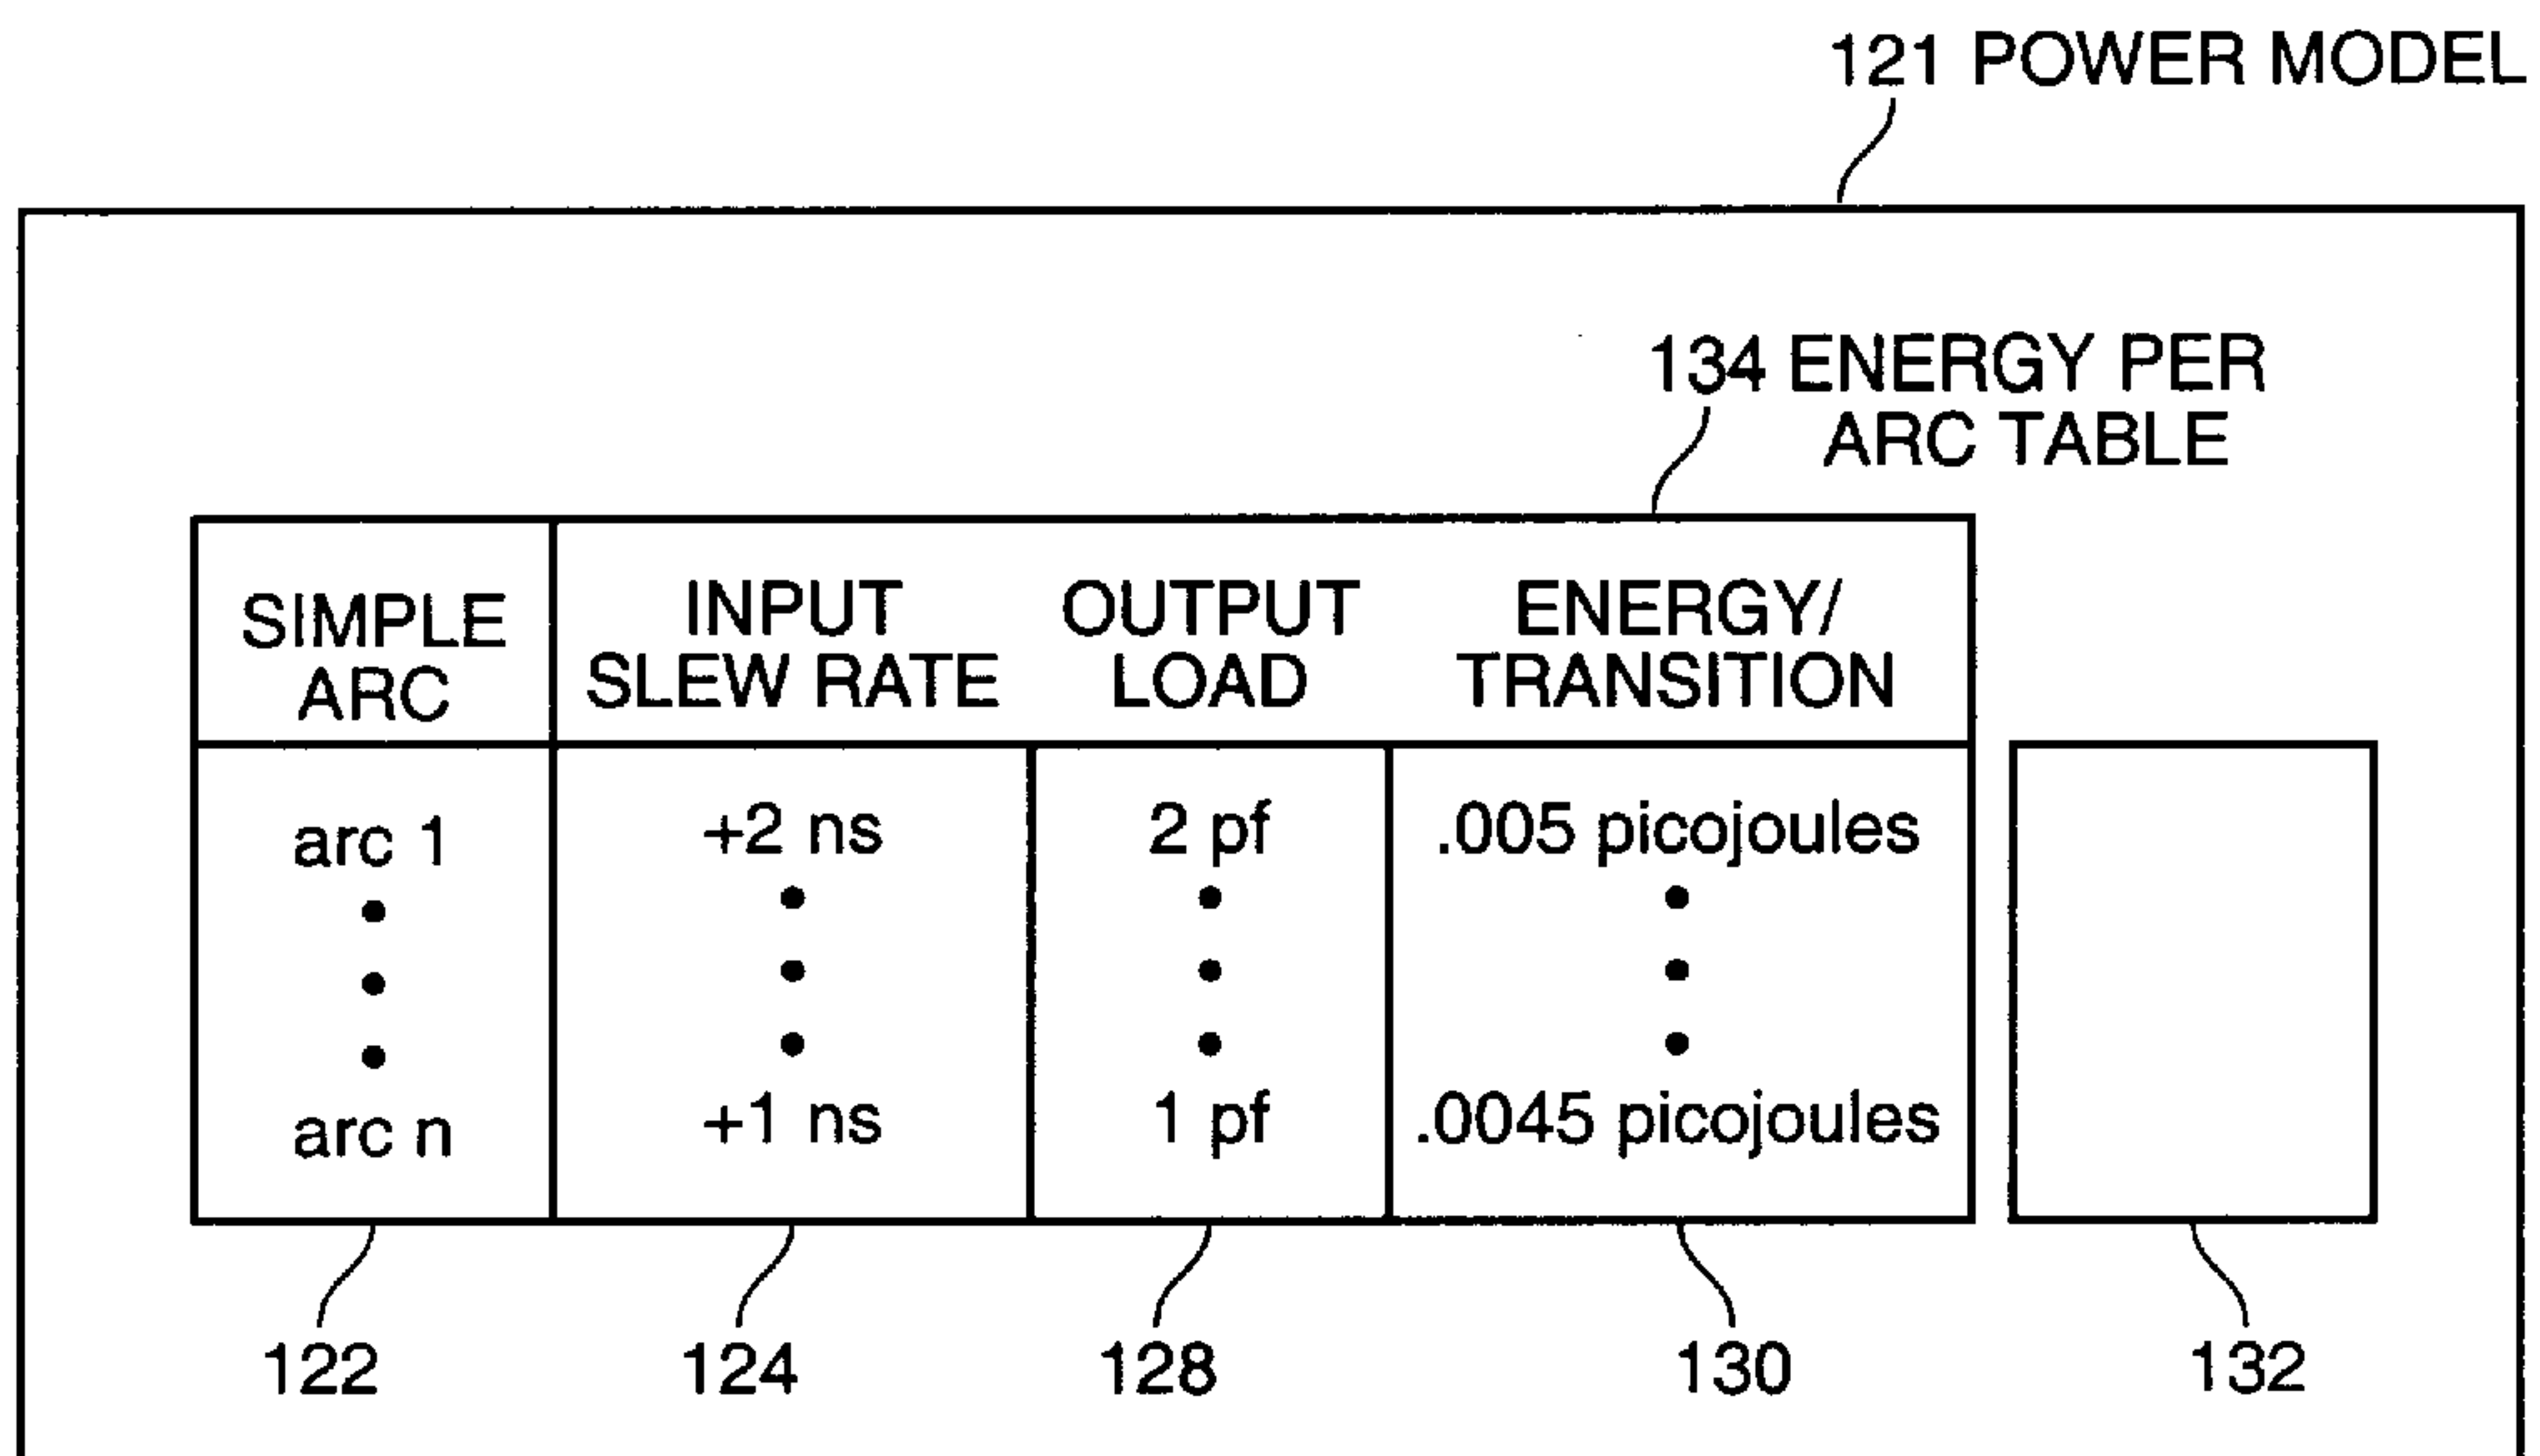 121 POWER MODEL
134 ENERGY PER
ARC TABLE
SIMPLE
ARC
INPUT
SLEW RATE
OUTPUT
LOAD
ENERGY/
TRANSITION
arc 1
+2 ns
2 pf
.005 picojoules
arc n
+1 ns
1 pf
.0045 picojoules
122
124
128
130
132